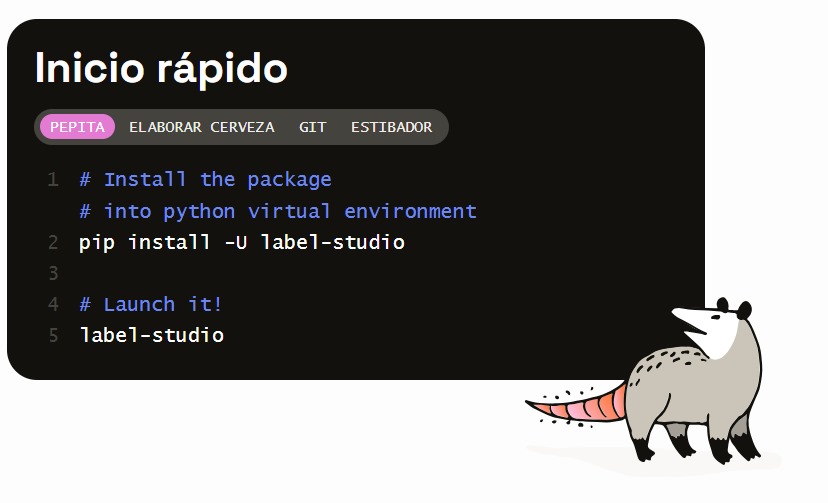 Inicio rápido
PEPITA ELABORAR CERVEZA GIT ESTIBADOR
1 # Install the package
# into python virtual environment
2 pip install -U label-studio
3
4 # Launch it!
5 label-studio